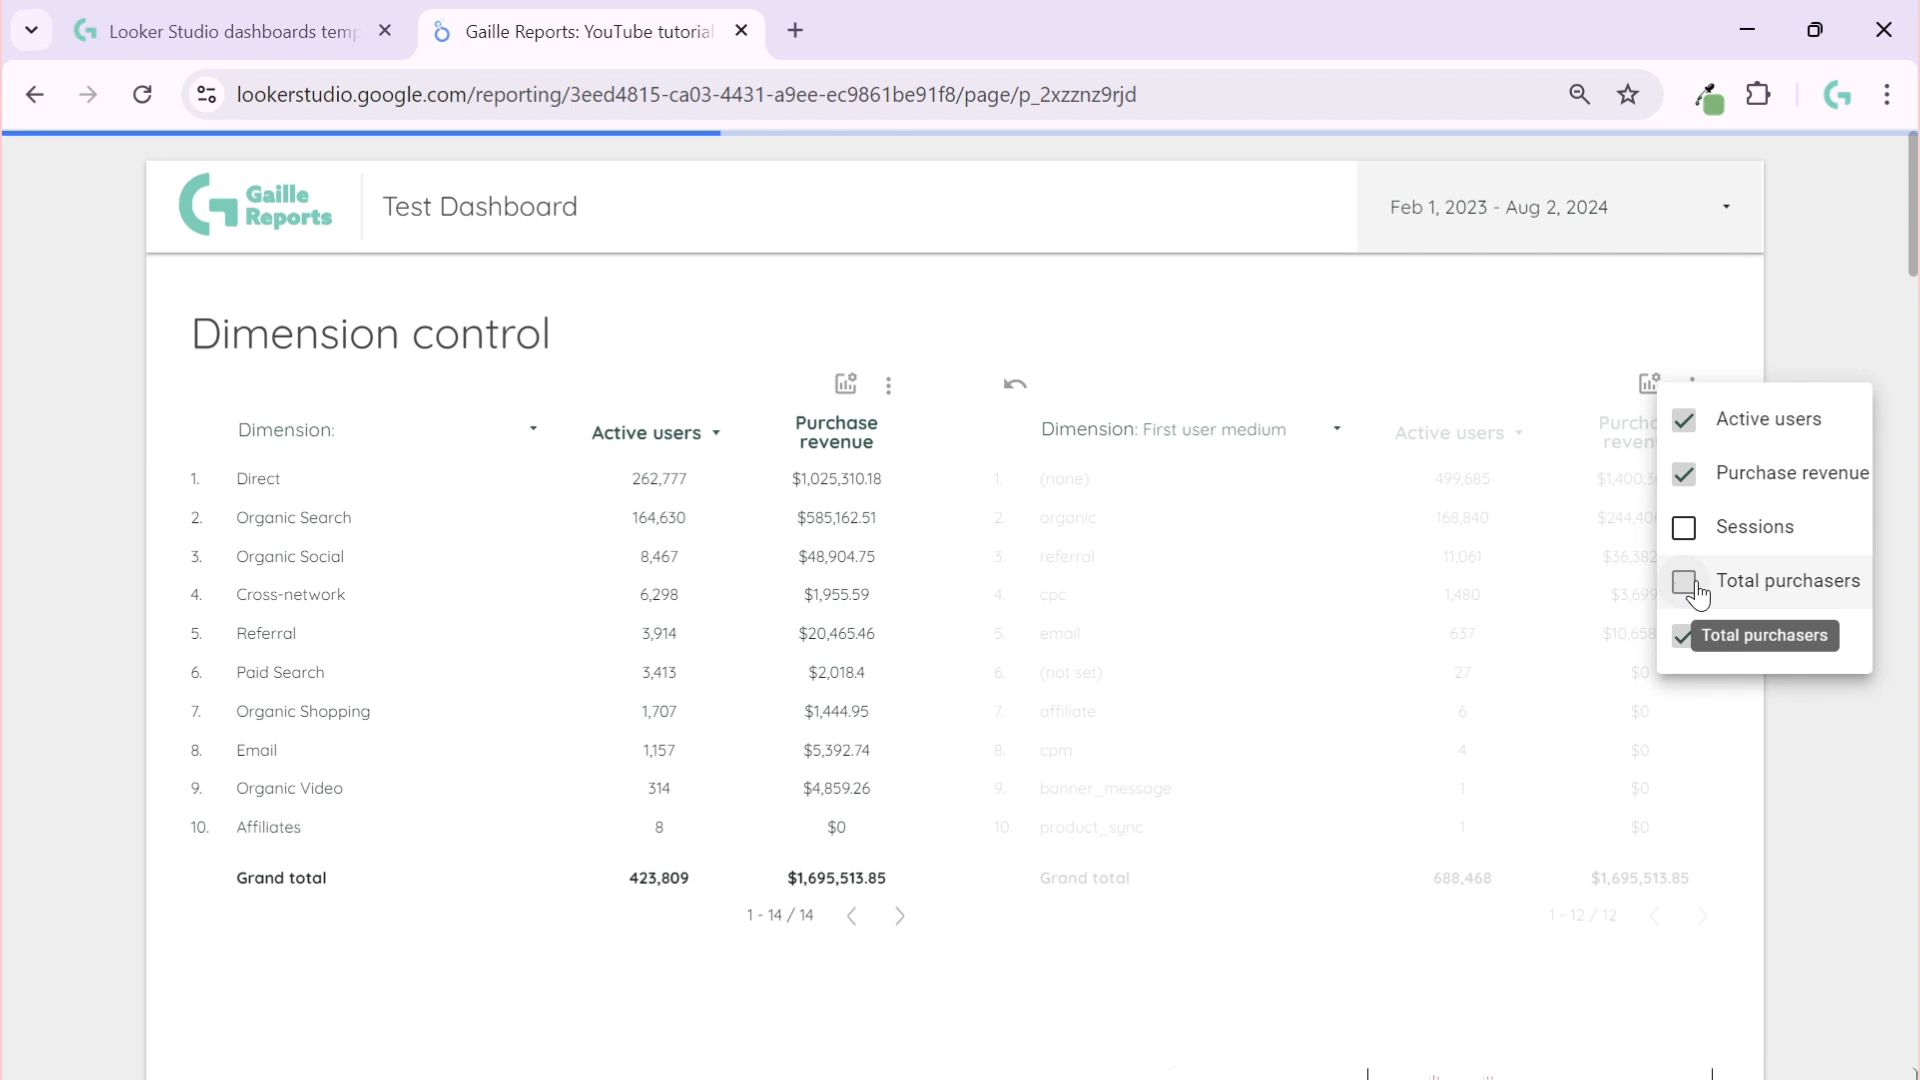 Looker Studio dashboards temp
Gaille Reports: YouTube tutorial
lookerstudio.google.com/reporting/3eed4815-ca03-4431-a9ee-ec9861be91f8/page/p_2xzznz9rjd
Gaille
Reports
Test Dashboard
Feb 1, 2023 - Aug 2, 2024
Dimension control
Dimension:
Active users
Purchase
revenue
1. Direct 262,777 $1,025,310.18
2. Organic Search 164,630 $585,162.51
3. Organic Social 8,467 $48,904.75
4. Cross-network 6,298 $1,955.59
5. Referral 3,914 $20,465.46
6. Paid Search 3,413 $2,018.4
7. Organic Shopping 1,707 $1,444.95
8. Email 1,157 $5,392.74
9. Organic Video 314 $4,859.26
10. Affiliates 8 $0
Grand total 423,809 $1,695,513.85
1 - 14 / 14
Dimension: First user medium
Active users
1. (none) 499,685
2. organic 168,840
3. referral 11,061
4. cpc 1,480
5. email 637
6. (not set) 27 $0
7. affiliate 6 $0
8. cpm 4 $0
9. banner_message 1 $0
10. product_sync 1 $0
Grand total 688,468 $1,695,513.85
1 - 12 / 12
Active users
Purchase revenue
Sessions
Total purchasers
Total purchasers